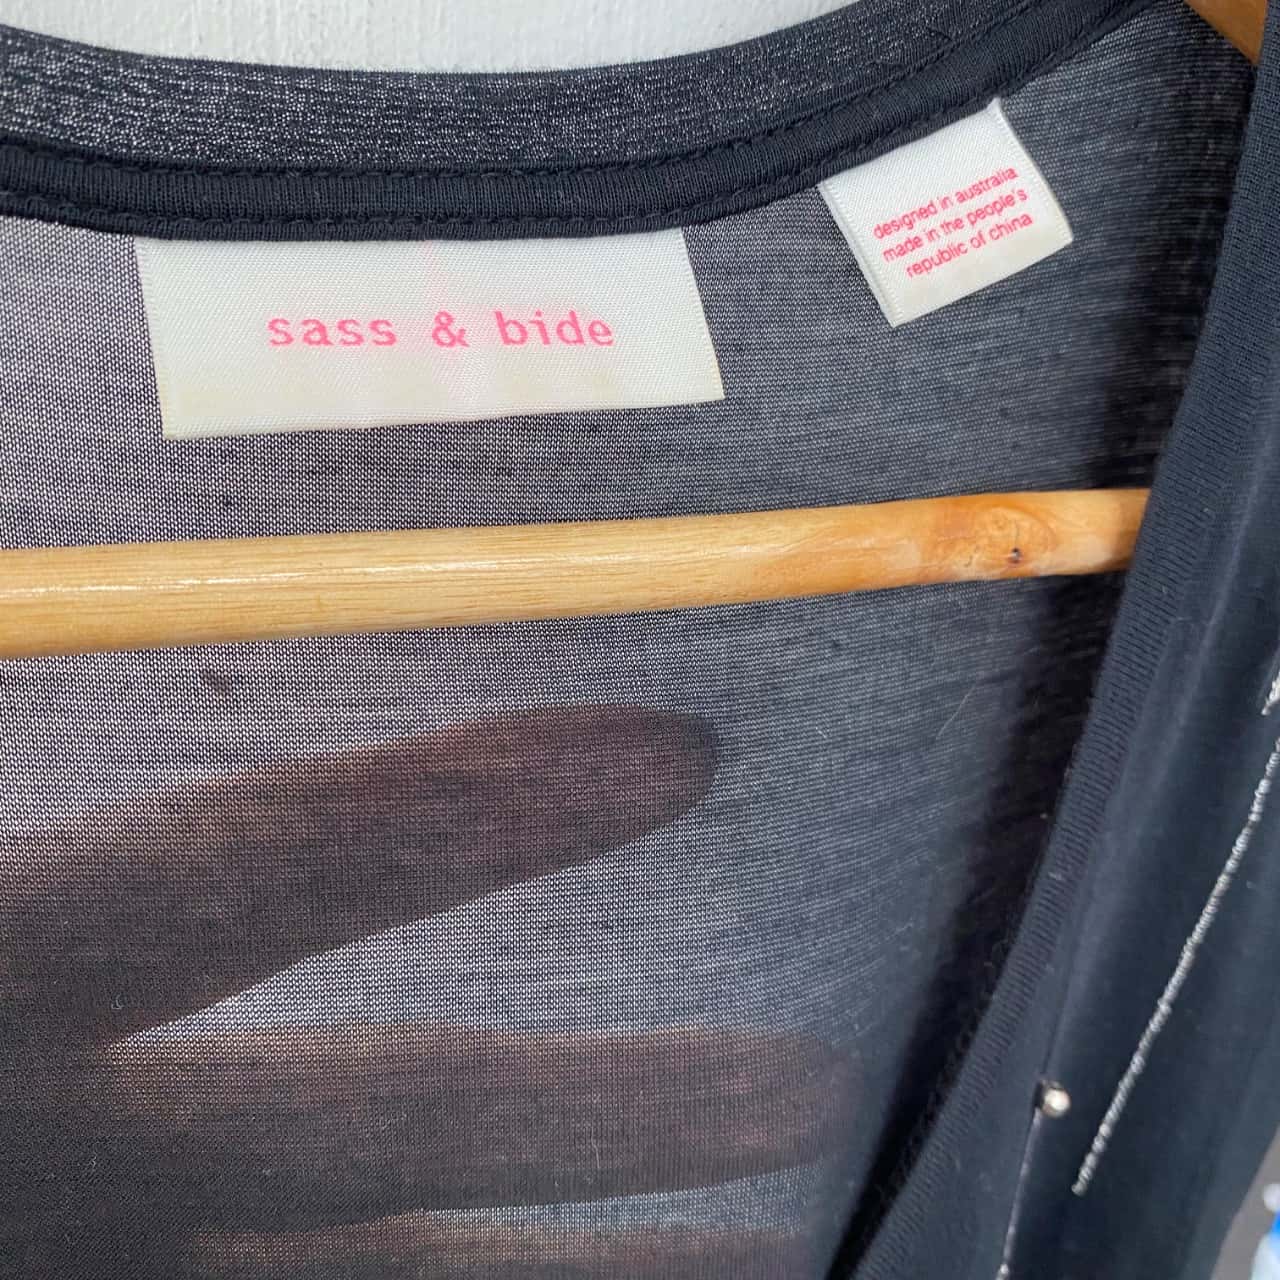 sass & bide
designed in australia
made in the people's
republic of china